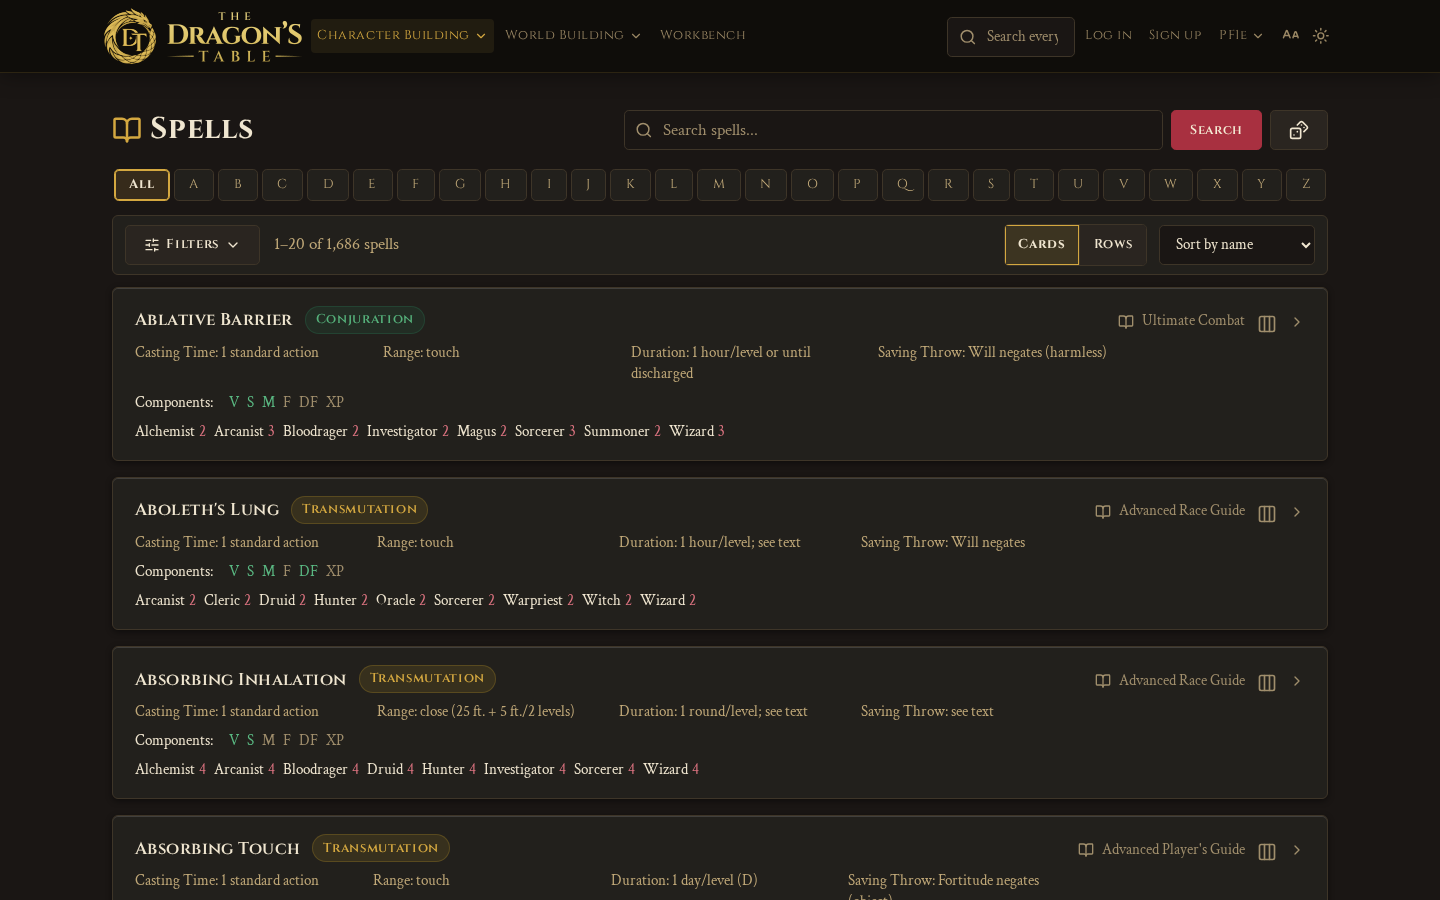 THE
DRAGON'S
TABLE
DT
Character Building
World Building
Workbench
Search every
Log in
Sign up
PF1e
Aa
Spells
Search spells...
Search
All A B C D E F G H I J K L M N O P Q R S T U V W X Y Z
Filters
1–20 of 1,686 spells
Cards
Rows
Sort by name
Ablative Barrier
Conjuration
Ultimate Combat
Casting Time: 1 standard action
Range: touch
Duration: 1 hour/level or until
discharged
Saving Throw: Will negates (harmless)
Components: V S M F DF XP
Alchemist 2 Arcanist 3 Bloodrager 2 Investigator 2 Magus 2 Sorcerer 3 Summoner 2 Wizard 3
Aboleth's Lung
Transmutation
Advanced Race Guide
Casting Time: 1 standard action
Range: touch
Duration: 1 hour/level; see text
Saving Throw: Will negates
Components: V S M F DF XP
Arcanist 2 Cleric 2 Druid 2 Hunter 2 Oracle 2 Sorcerer 2 Warpriest 2 Witch 2 Wizard 2
Absorbing Inhalation
Transmutation
Advanced Race Guide
Casting Time: 1 standard action
Range: close (25 ft. + 5 ft./2 levels)
Duration: 1 round/level; see text
Saving Throw: see text
Components: V S M F DF XP
Alchemist 4 Arcanist 4 Bloodrager 4 Druid 4 Hunter 4 Investigator 4 Sorcerer 4 Wizard 4
Absorbing Touch
Transmutation
Advanced Player's Guide
Casting Time: 1 standard action
Range: touch
Duration: 1 day/level (D)
Saving Throw: Fortitude negates
(object)